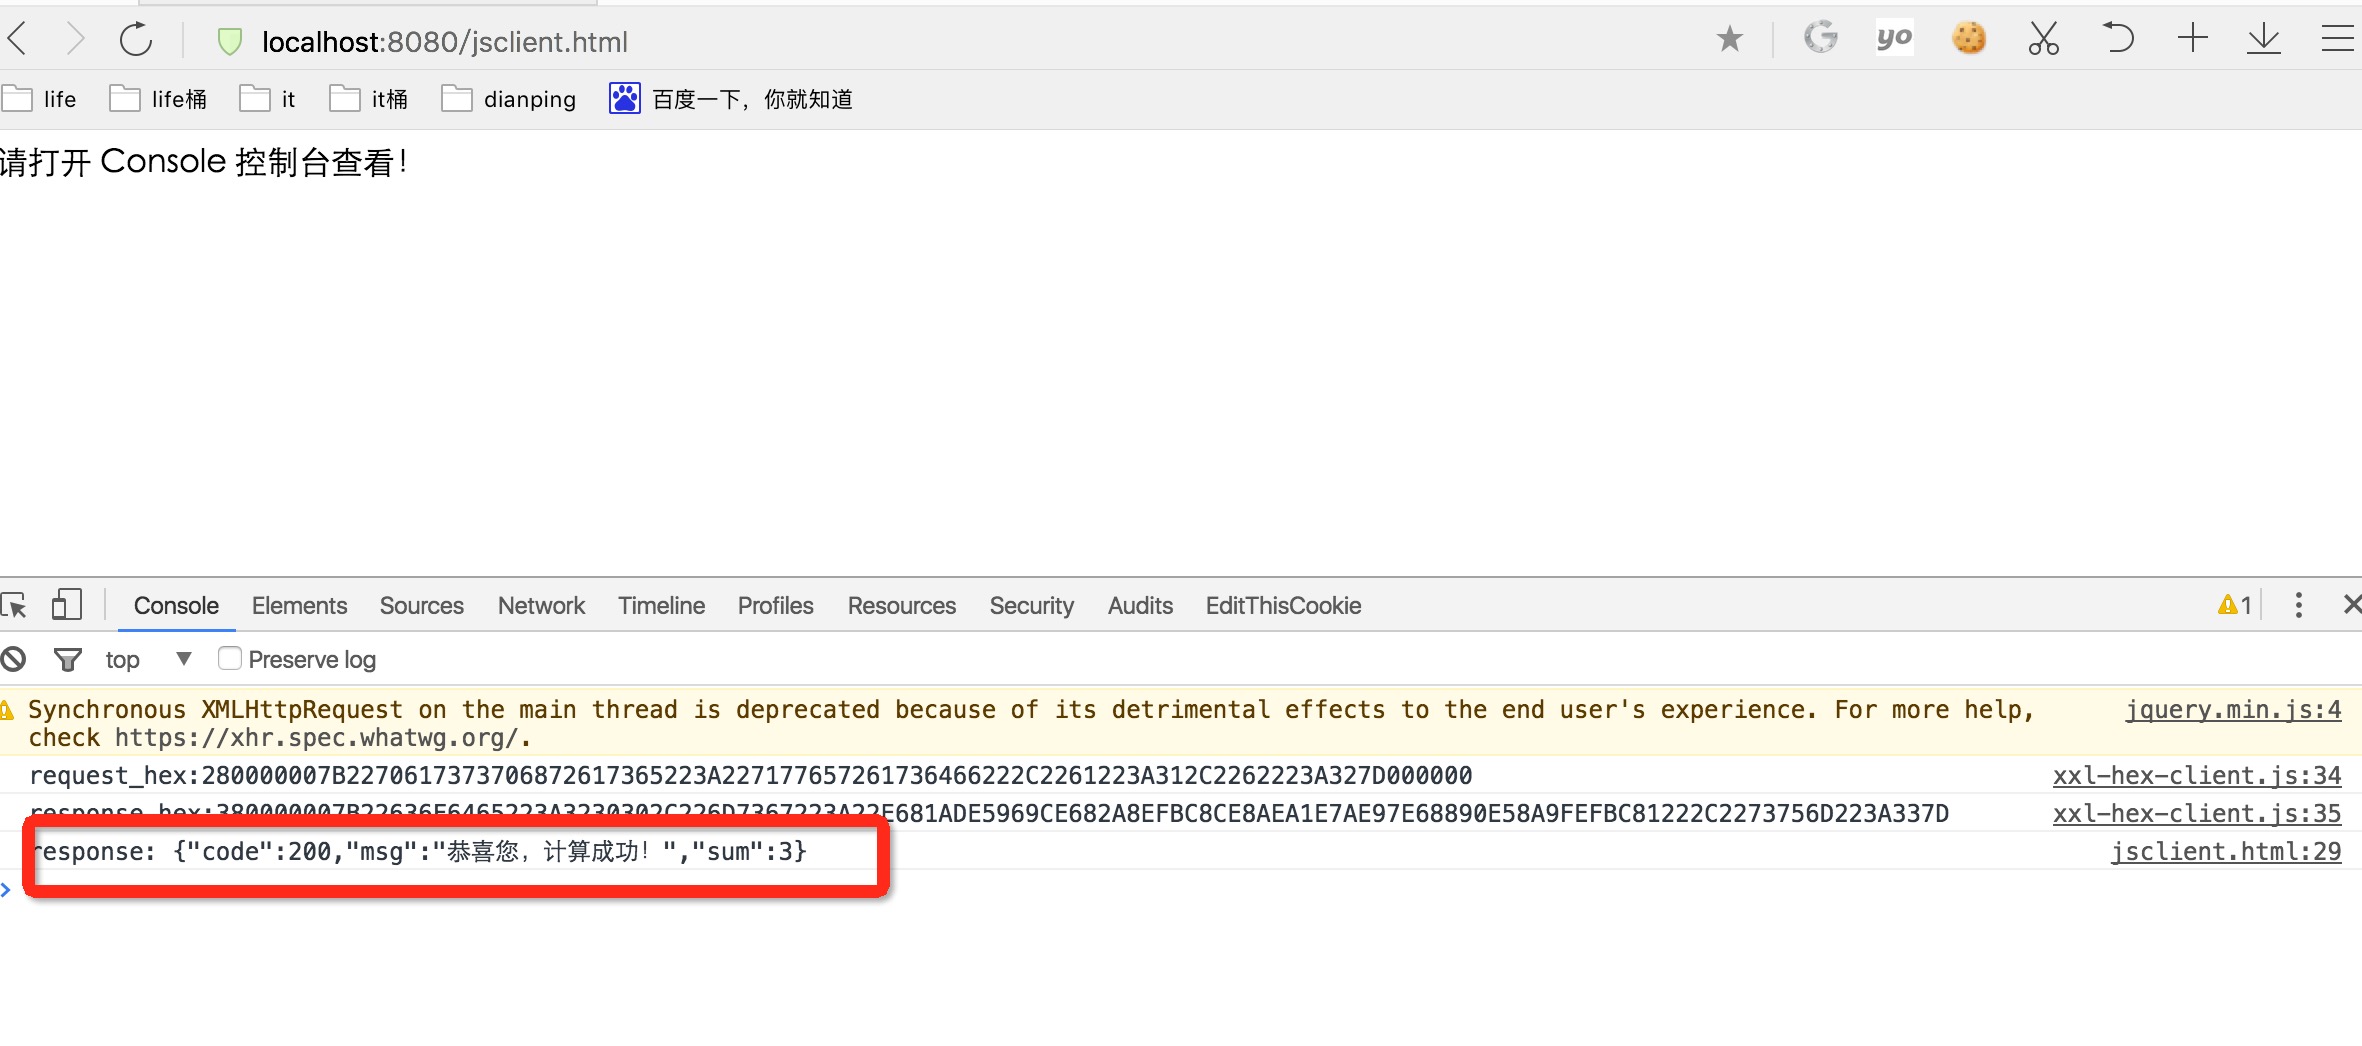 localhost:8080/jsclient.html
yo
life life桶 it it桶 dianping 百度一下，你就知道
请打开 Console 控制台查看！
Console Elements Sources Network Timeline Profiles Resources Security Audits EditThisCookie 1
top Preserve log
Synchronous XMLHttpRequest on the main thread is deprecated because of its detrimental effects to the end user's experience. For more help, jquery.min.js:4
check https://xhr.spec.whatwg.org/.
request_hex:280000007B2270617373706872617365223A227177657261736466222C2261223A312C2262223A327D000000 xxl-hex-client.js:34
response_hex:380000007B22636F6465223A3230302C226D7367223A22E681ADE5969CE682A8EFBC8CE8AEA1E7AE97E68890E58A9FEFBC81222C2273756D223A337D xxl-hex-client.js:35
response: {"code":200,"msg":"恭喜您，计算成功！","sum":3} jsclient.html:29